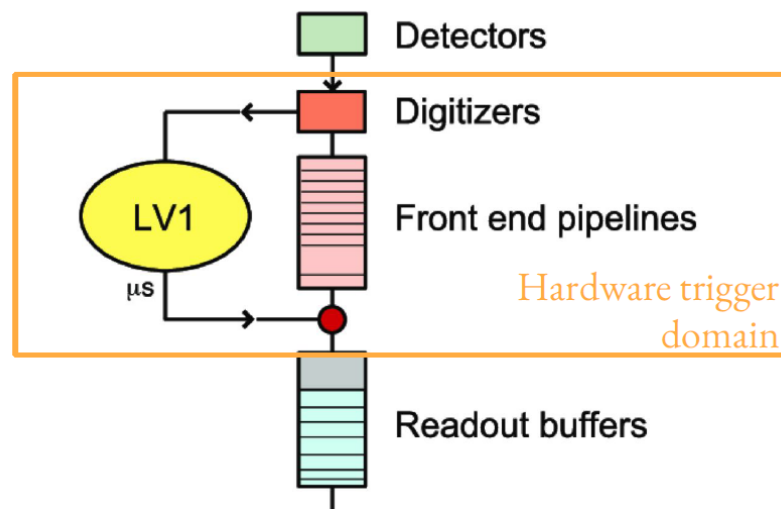 Detectors
Digitizers
LV1
Front end pipelines
μs
Hardware trigger
domain
Readout buffers